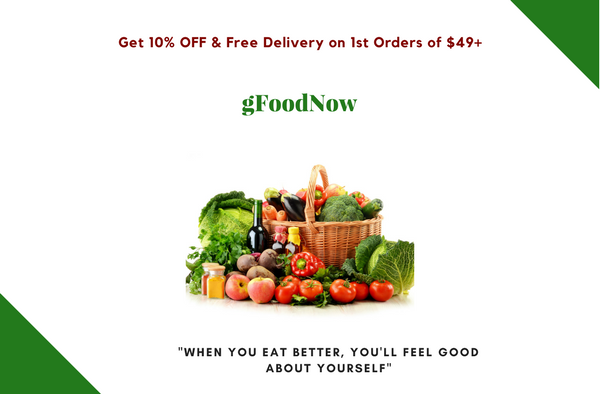 Get 10% OFF & Free Delivery on 1st Orders of $49+
gFoodNow
"WHEN YOU EAT BETTER, YOU'LL FEEL GOOD
ABOUT YOURSELF"